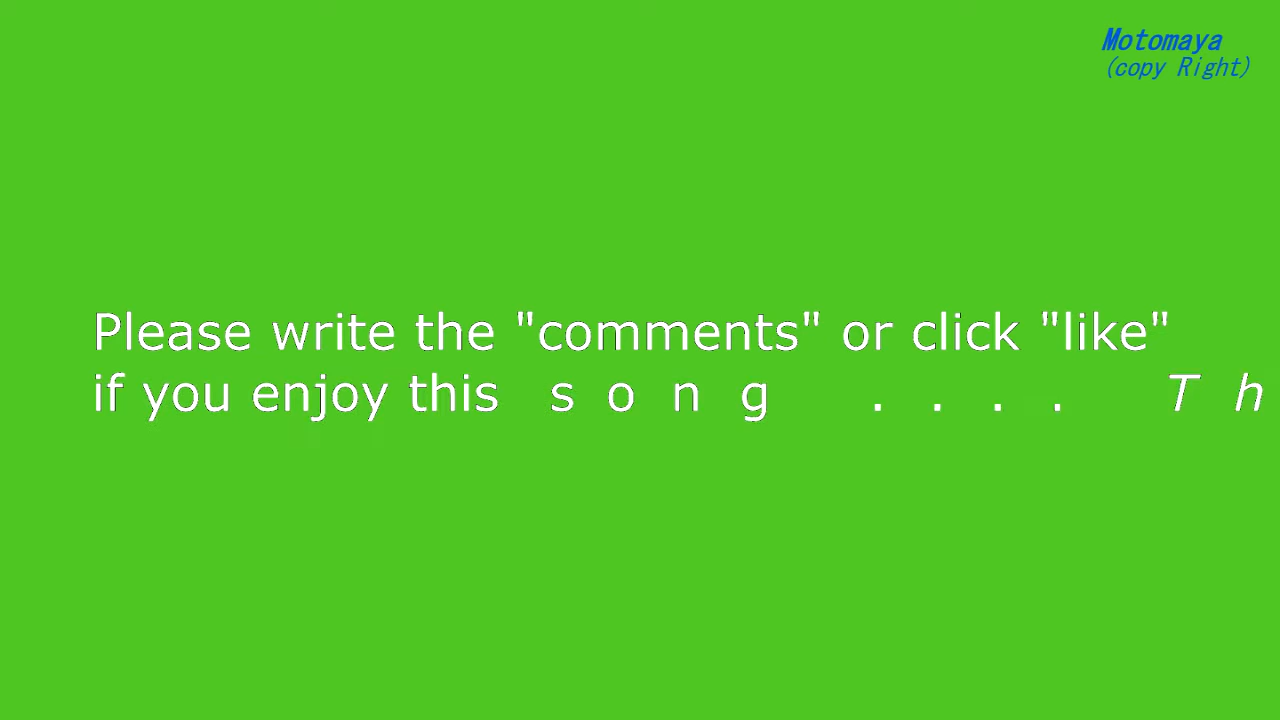 Motomaya
(copy Right)
Please write the "comments" or click "like"
if you enjoy this s o n g . . . . T h